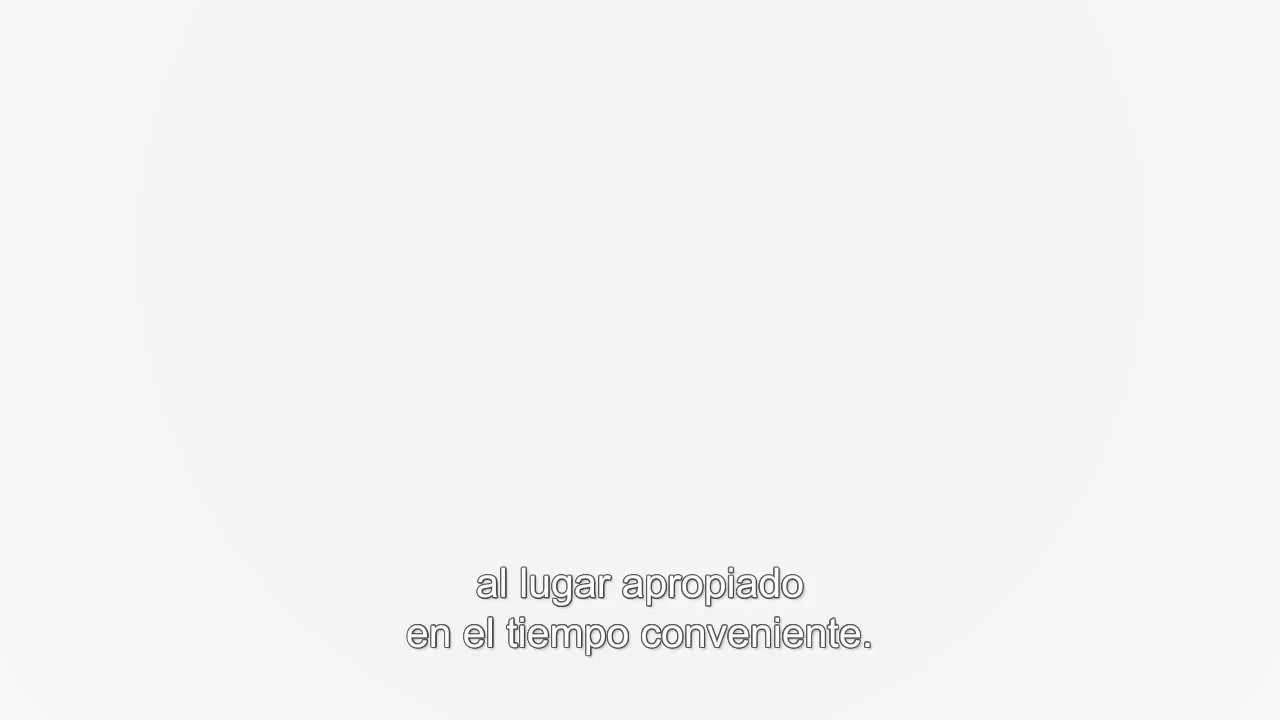 al lugar apropiado
en el tiempo conveniente.